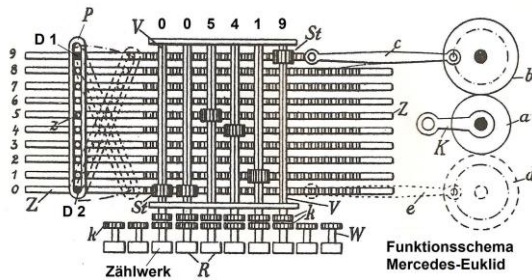 P V 0 0 5 4 1 9 St c
D 1
9
8
7
6
z 5 Z
4
3
2
1
Z 0
D 2 St k V e
k W
Zählwerk R
b
a
K
d
Funktionsschema
Mercedes-Euklid